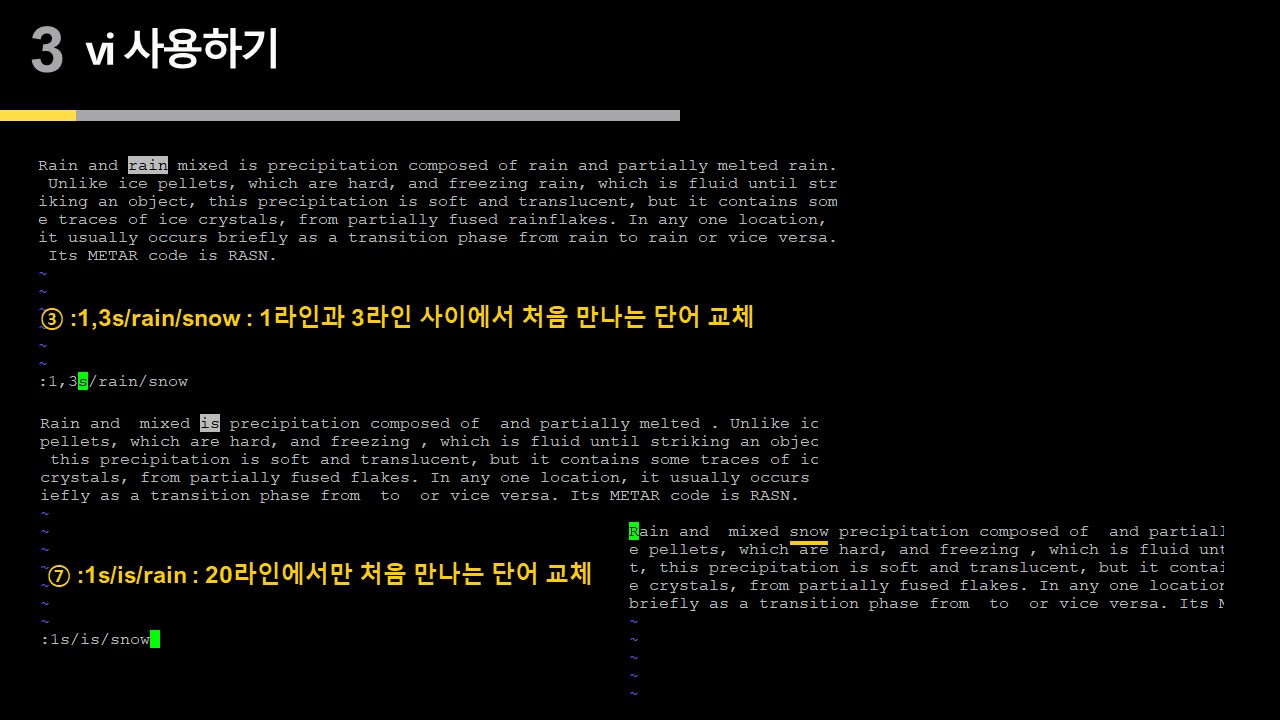 3 vi 사용하기
Rain and rain mixed is precipitation composed of rain and partially melted rain.
Unlike ice pellets, which are hard, and freezing rain, which is fluid until str
iking an object, this precipitation is soft and translucent, but it contains som
e traces of ice crystals, from partially fused rainflakes. In any one location,
it usually occurs briefly as a transition phase from rain to rain or vice versa.
Its METAR code is RASN.
~
~
~
③ :1,3s/rain/snow : 1라인과 3라인 사이에서 처음 만나는 단어 교체
~
~
:1,3s/rain/snow
Rain and  mixed is precipitation composed of  and partially melted . Unlike ic
pellets, which are hard, and freezing , which is fluid until striking an objec
this precipitation is soft and translucent, but it contains some traces of ic
crystals, from partially fused flakes. In any one location, it usually occurs
iefly as a transition phase from  to  or vice versa. Its METAR code is RASN.
~
~
~
~
⑦ :1s/is/rain : 20라인에서만 처음 만나는 단어 교체
~
~
~
:1s/is/snow
Rain and  mixed snow precipitation composed of  and partiall
e pellets, which are hard, and freezing , which is fluid unt
t, this precipitation is soft and translucent, but it contai
e crystals, from partially fused flakes. In any one location
briefly as a transition phase from  to  or vice versa. Its M
~
~
~
~
~